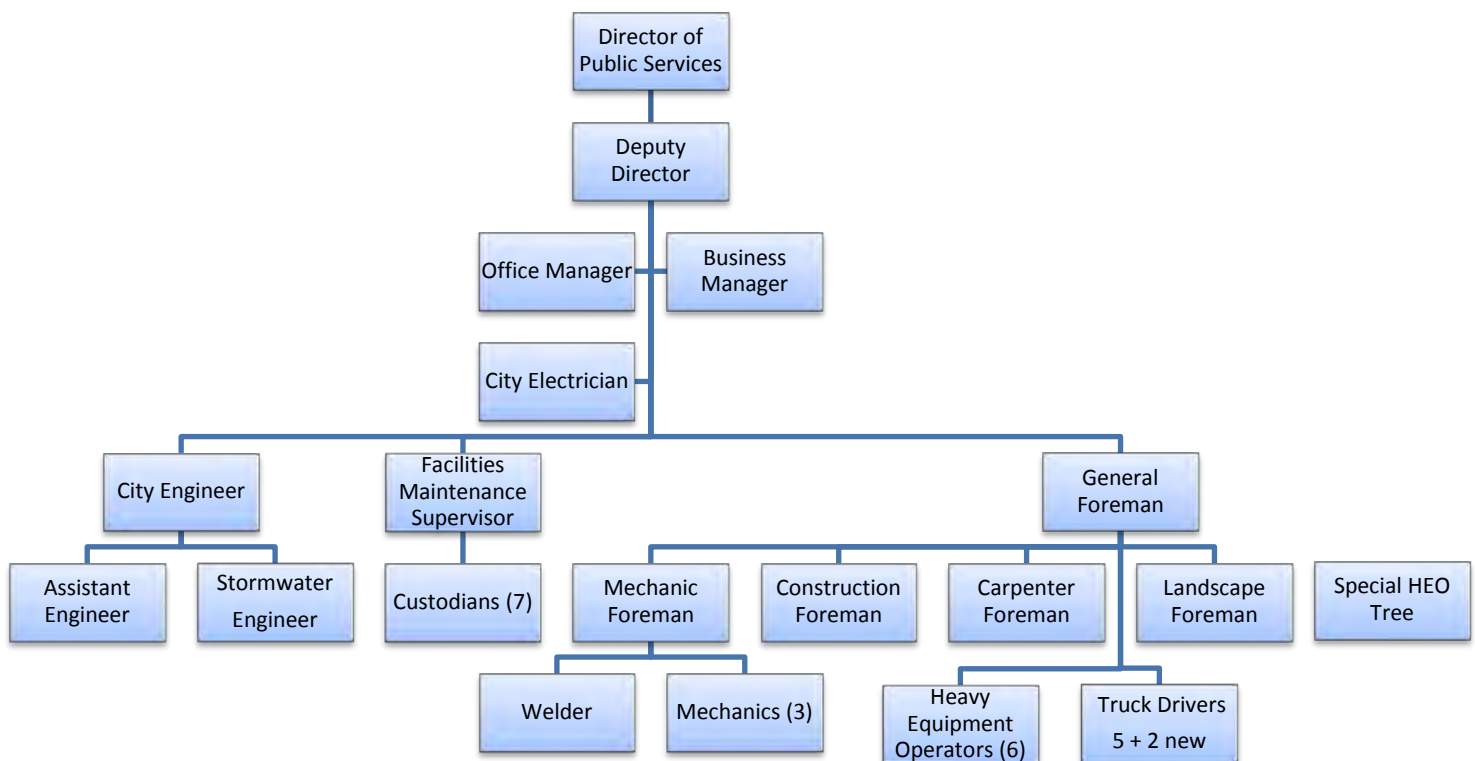 Director of
Public Services
Deputy
Director
Office Manager
Business
Manager
City Electrician
City Engineer
Facilities
Maintenance
Supervisor
General
Foreman
Assistant
Engineer
Stormwater
Engineer
Custodians (7)
Mechanic
Foreman
Construction
Foreman
Carpenter
Foreman
Landscape
Foreman
Special HEO
Tree
Welder
Mechanics (3)
Heavy
Equipment
Operators (6)
Truck Drivers
5 + 2 new